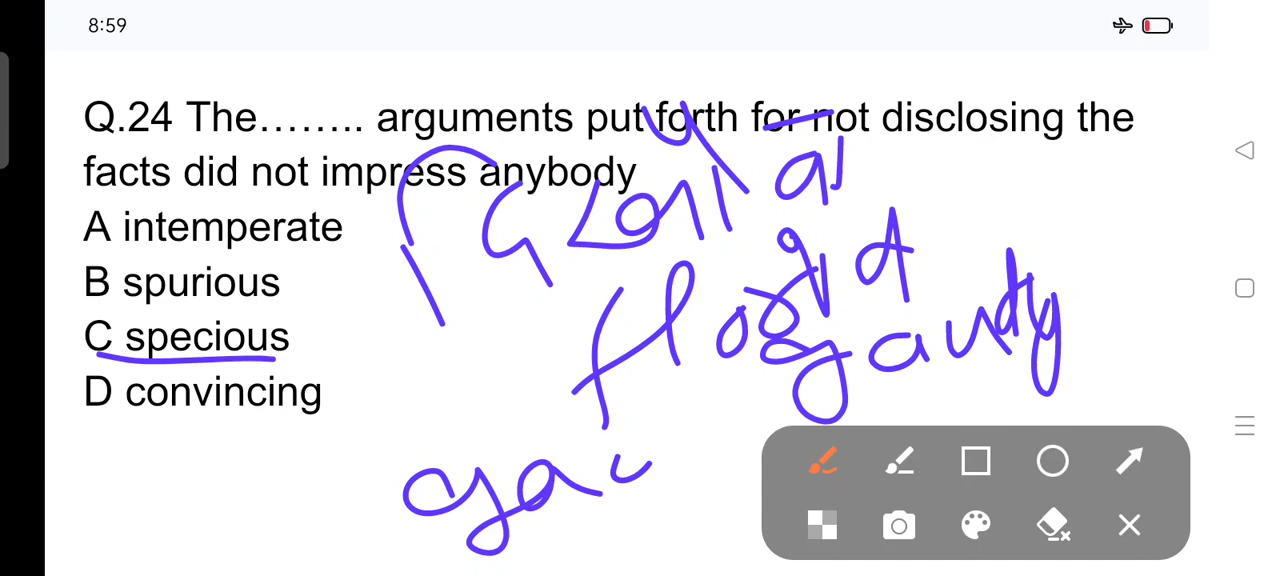 8:59
Q.24 The…….. arguments put forth for not disclosing the
facts did not impress anybody
A intemperate
B spurious
C specious
D convincing
gaudy